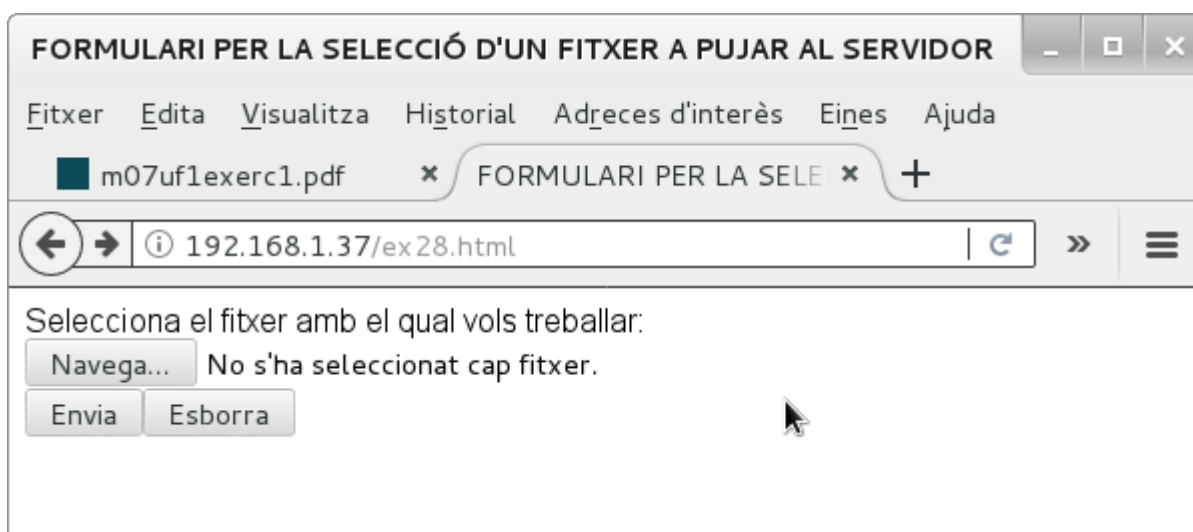 FORMULARI PER LA SELECCIÓ D'UN FITXER A PUJAR AL SERVIDOR
Fitxer Edita Visualitza Historial Adreces d'interès Eines Ajuda
m07uf1exerc1.pdf FORMULARI PER LA SELE
192.168.1.37/ex28.html
Selecciona el fitxer amb el qual vols treballar:
Navega... No s'ha seleccionat cap fitxer.
Envia Esborra